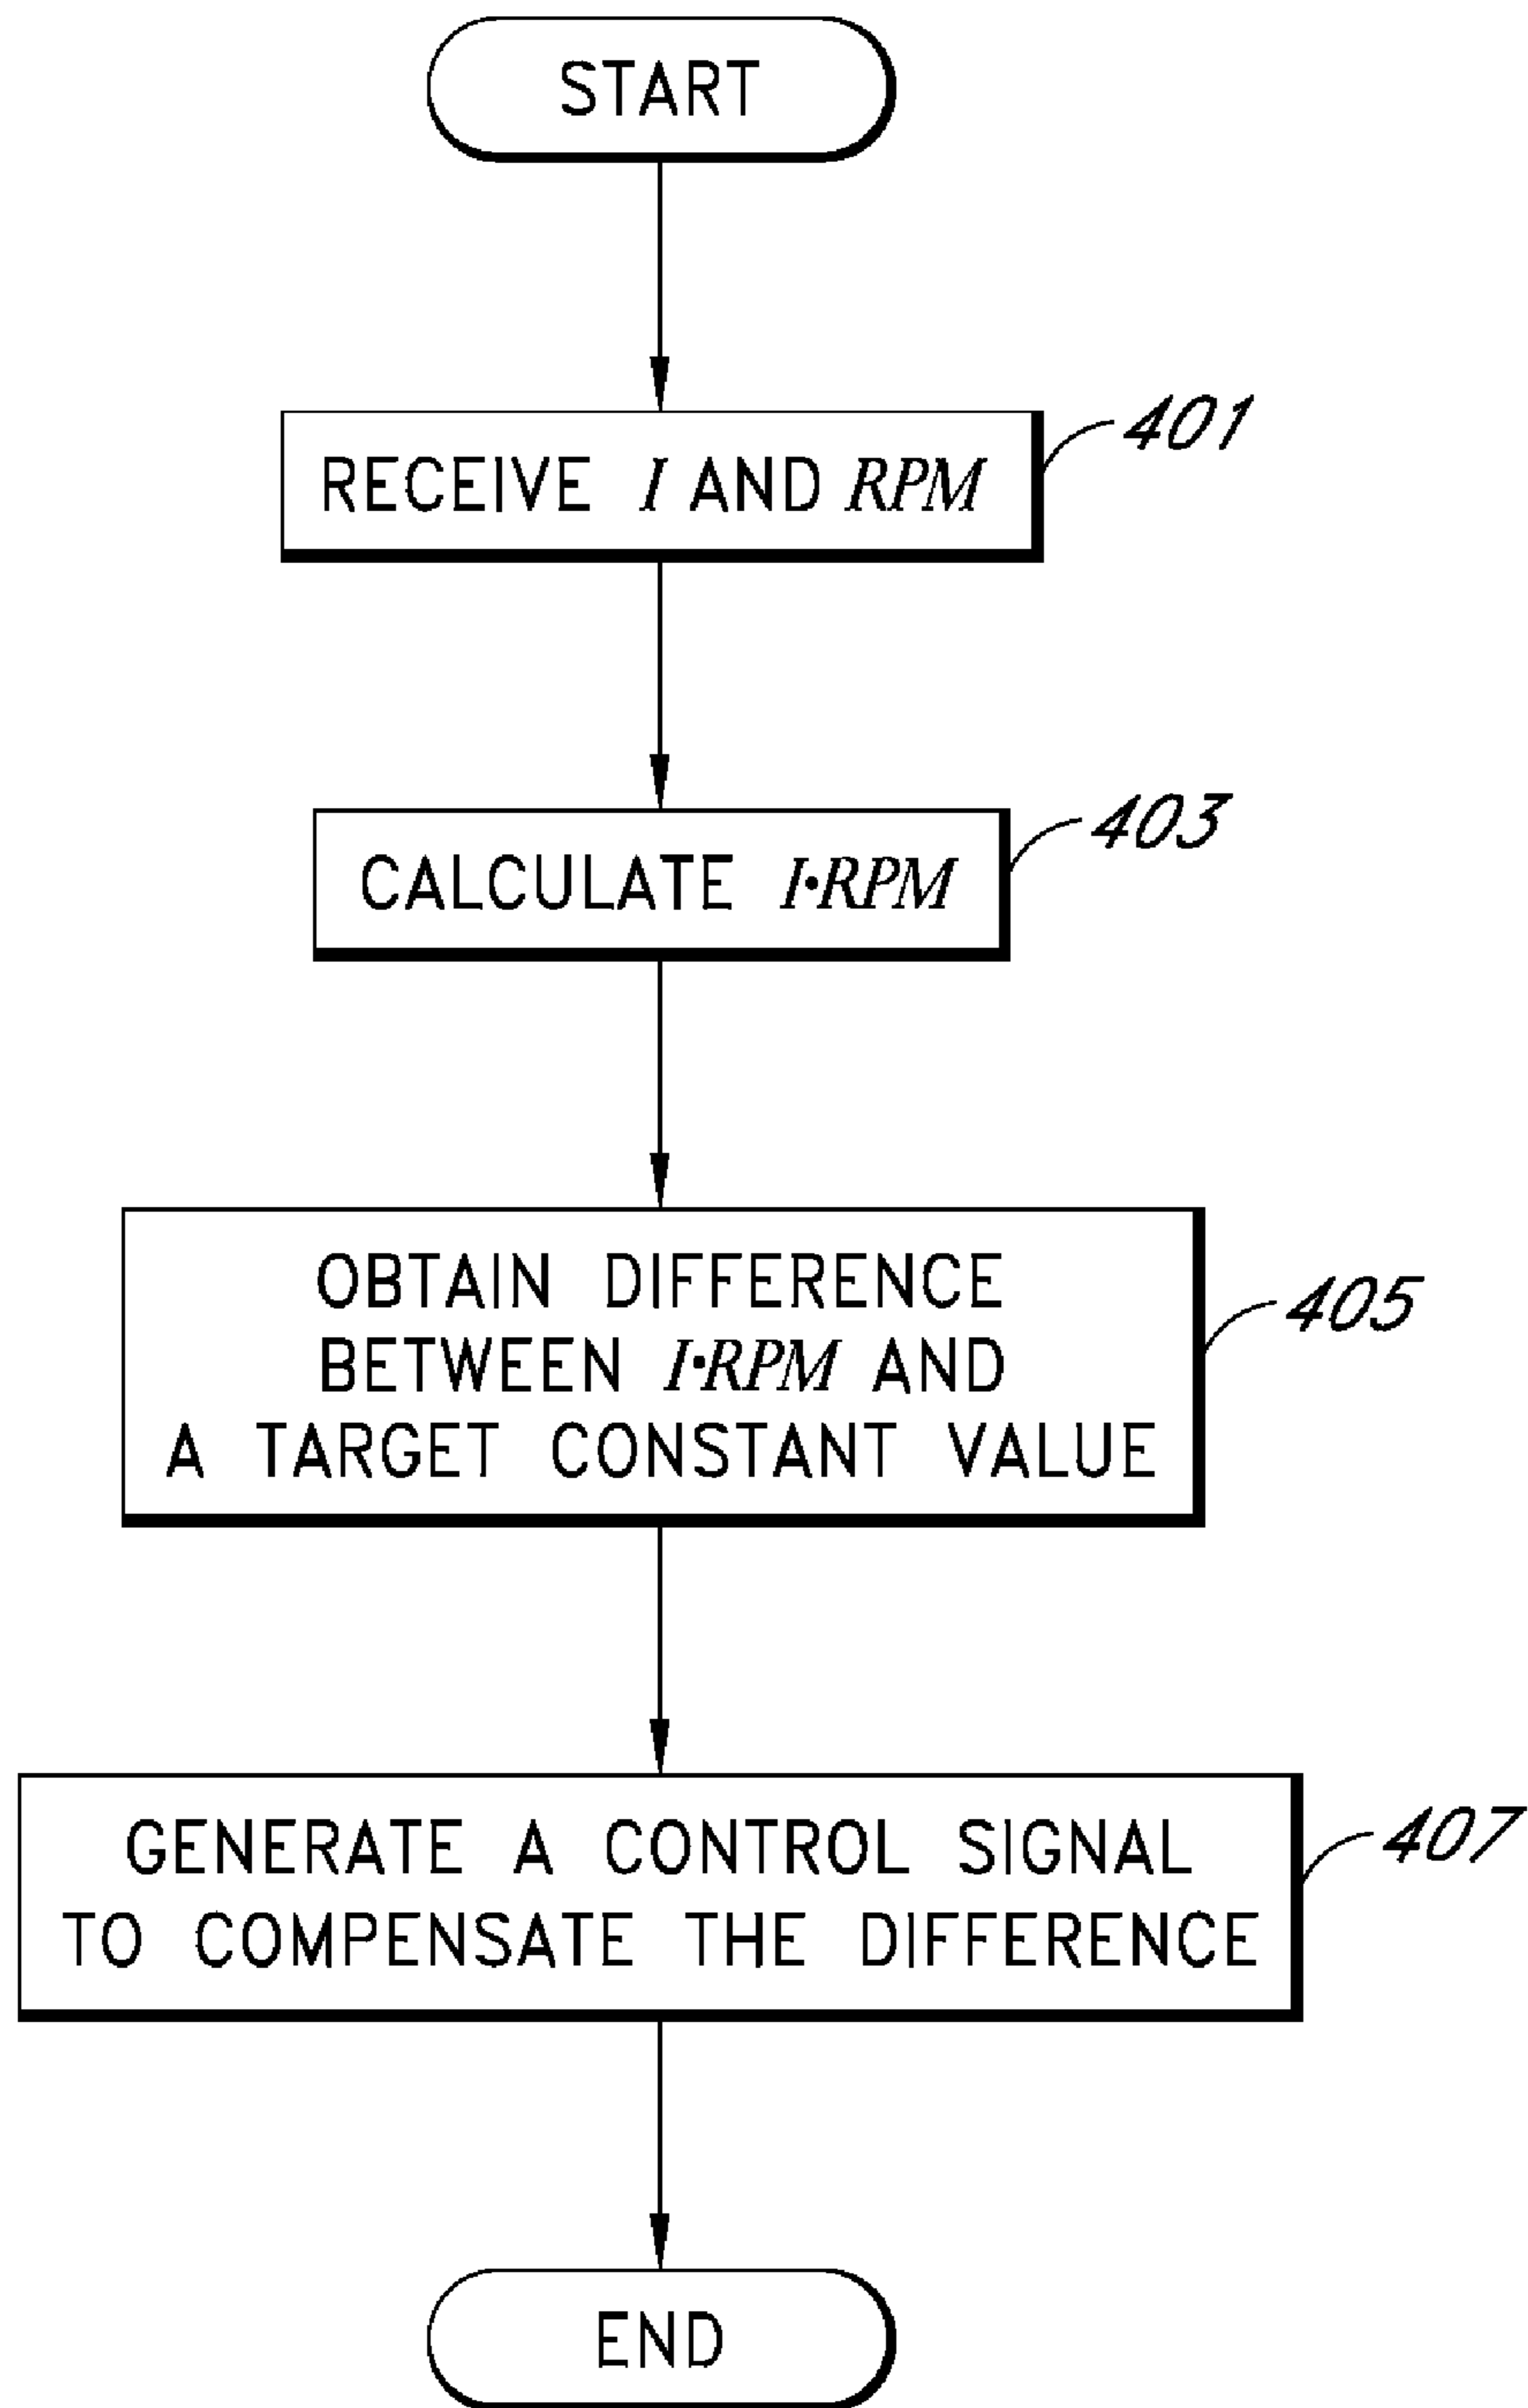 START
RECEIVE I AND RPM
401
CALCULATE I·RPM
403
OBTAIN DIFFERENCE
BETWEEN I·RPM AND
A TARGET CONSTANT VALUE
405
GENERATE A CONTROL SIGNAL
TO COMPENSATE THE DIFFERENCE
407
END